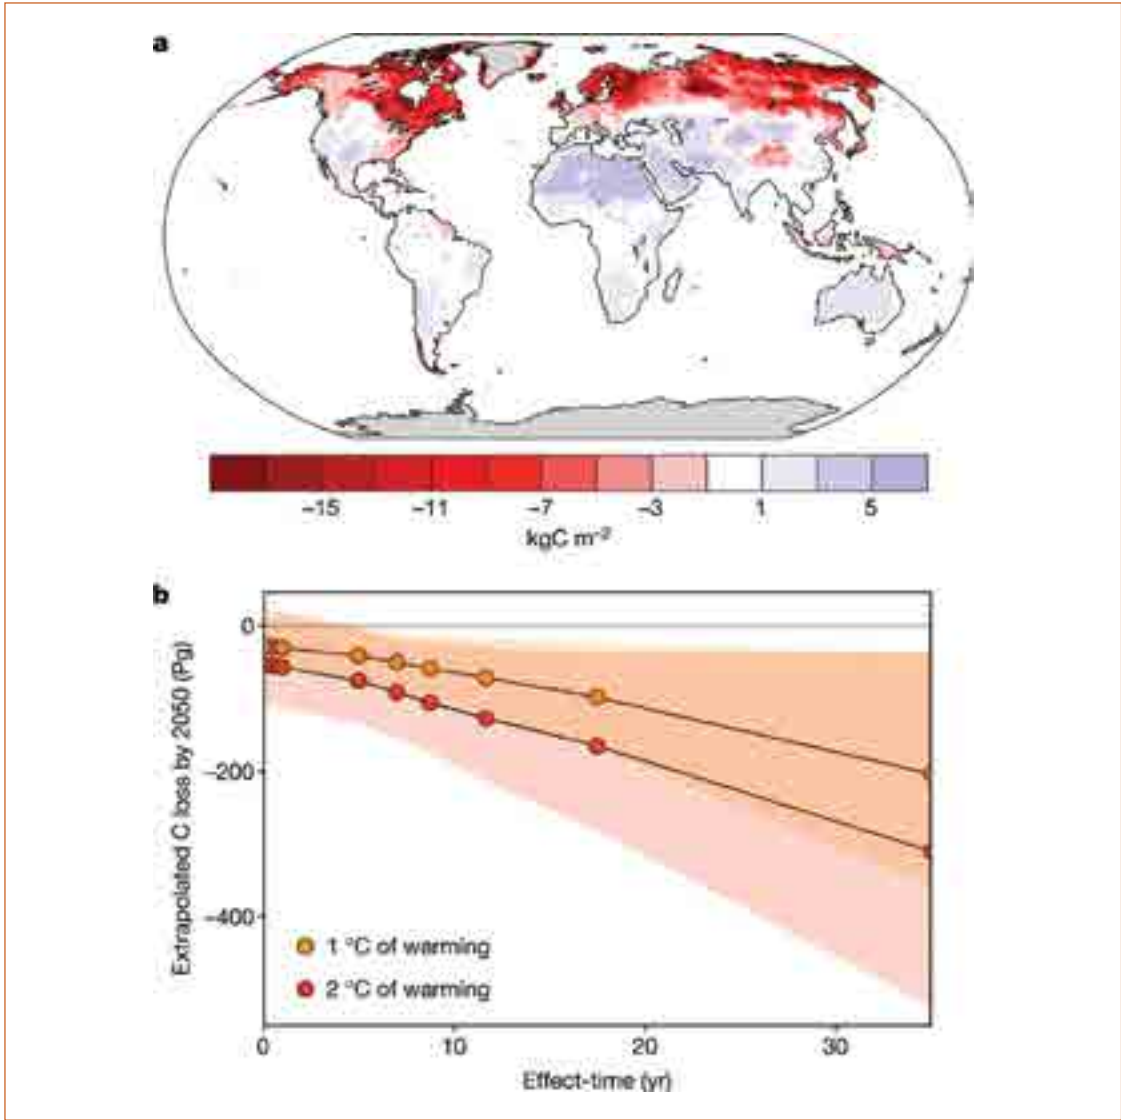 a
−15 −11 −7 −3 1 5
kgC m⁻²
b
Extrapolated C loss by 2050 (Pg)
0
−200
−400
1 °C of warming
2 °C of warming
0 10 20 30
Effect-time (yr)